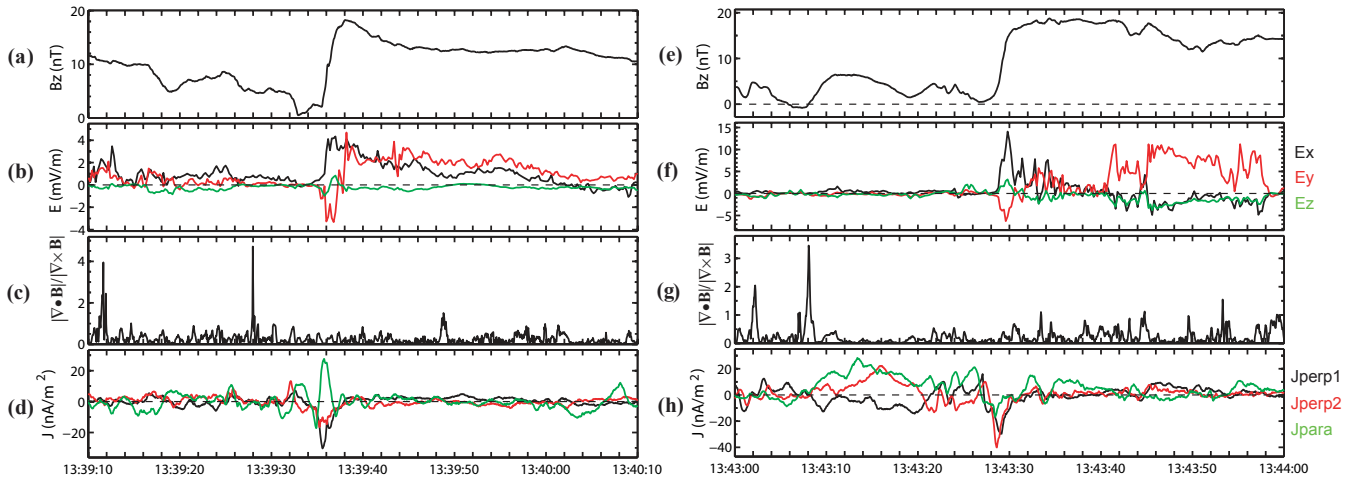 (a)
Bz (nT)
20
10
0
(b)
E (mV/m)
4
2
0
−2
−4
(c)
|∇•B|/|∇×B|
4
2
0
(d)
J (nA/m²)
20
0
−20
13:39:10 13:39:20 13:39:30 13:39:40 13:39:50 13:40:00 13:40:10
(e)
Bz (nT)
20
10
0
(f)
E (mV/m)
15
10
5
0
−5
Ex
Ey
Ez
(g)
|∇•B|/|∇×B|
3
2
1
0
(h)
J (nA/m²)
20
0
−20
−40
Jperp1
Jperp2
Jpara
13:43:00 13:43:10 13:43:20 13:43:30 13:43:40 13:43:50 13:44:00